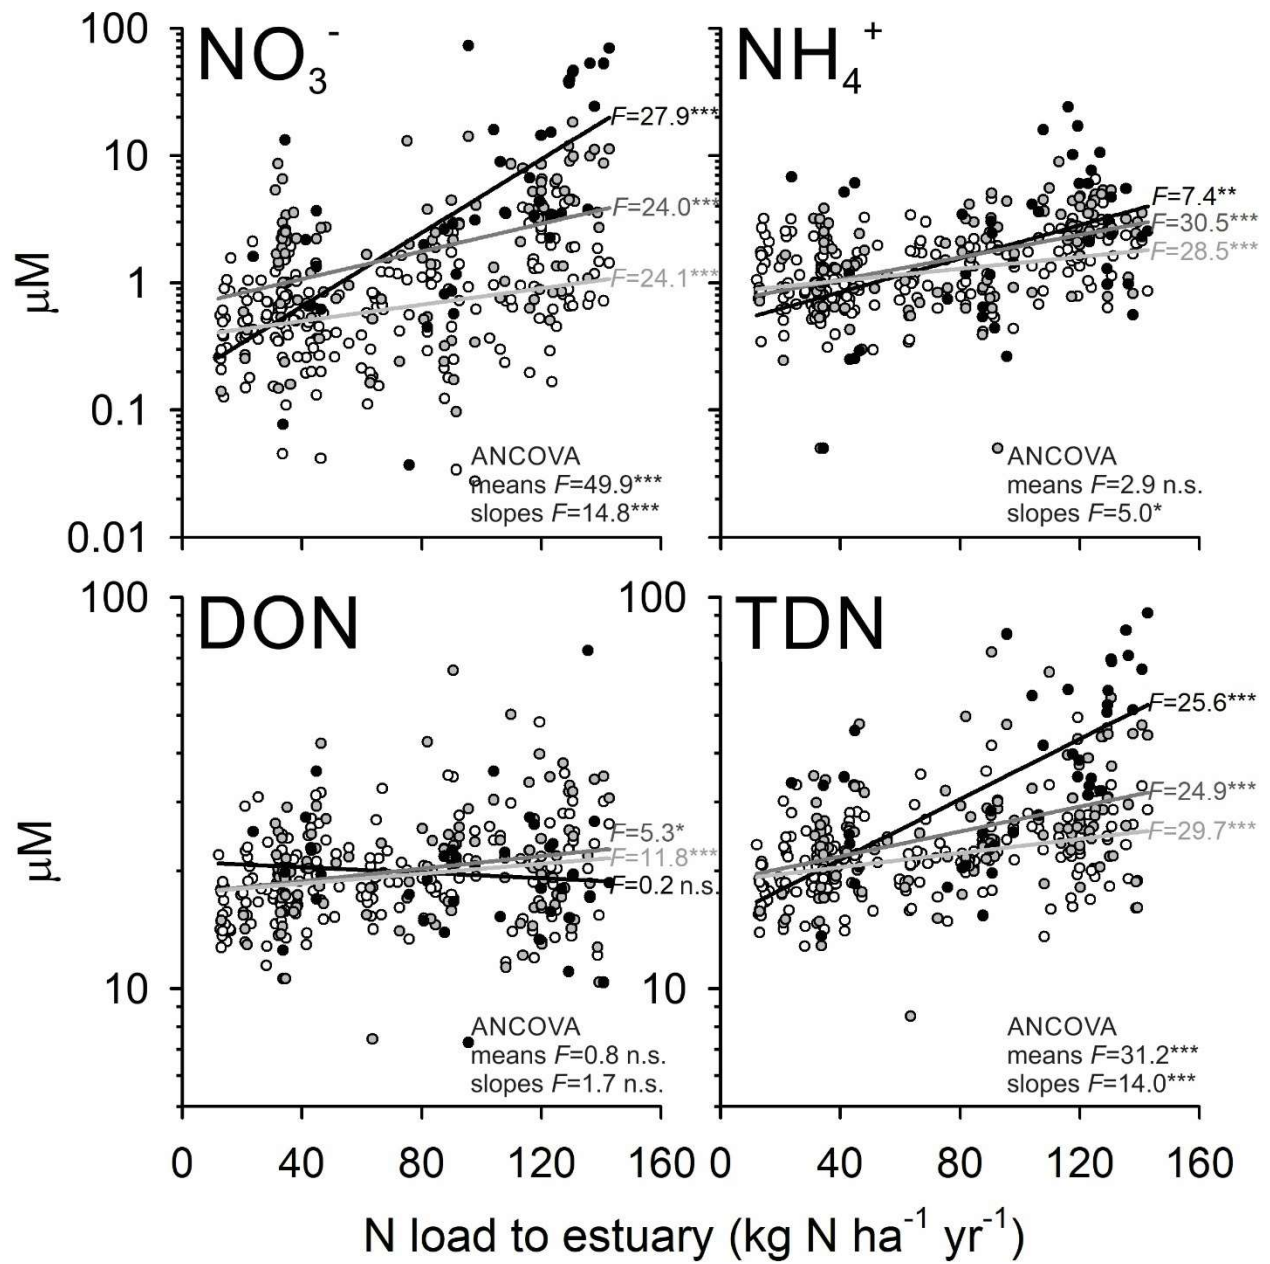 NO3-
100
10
1
0.1
0.01
µM
F=27.9***
F=24.0***
F=24.1***
ANCOVA
means F=49.9***
slopes F=14.8***
NH4+
F=7.4**
F=30.5***
F=28.5***
ANCOVA
means F=2.9 n.s.
slopes F=5.0*
DON
100
10
µM
F=5.3*
F=11.8***
F=0.2 n.s.
ANCOVA
means F=0.8 n.s.
slopes F=1.7 n.s.
0 40 80 120 160
TDN
100
10
F=25.6***
F=24.9***
F=29.7***
ANCOVA
means F=31.2***
slopes F=14.0***
0 40 80 120 160
N load to estuary (kg N ha-1 yr-1)